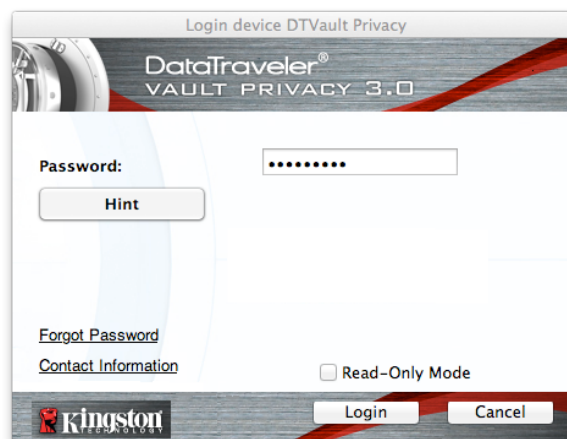 Login device DTVault Privacy
DataTraveler®
VAULT PRIVACY 3.0
Password: •••••••••
Hint
Forgot Password
Contact Information
Read-Only Mode
Kingston
TECHNOLOGY
Login
Cancel